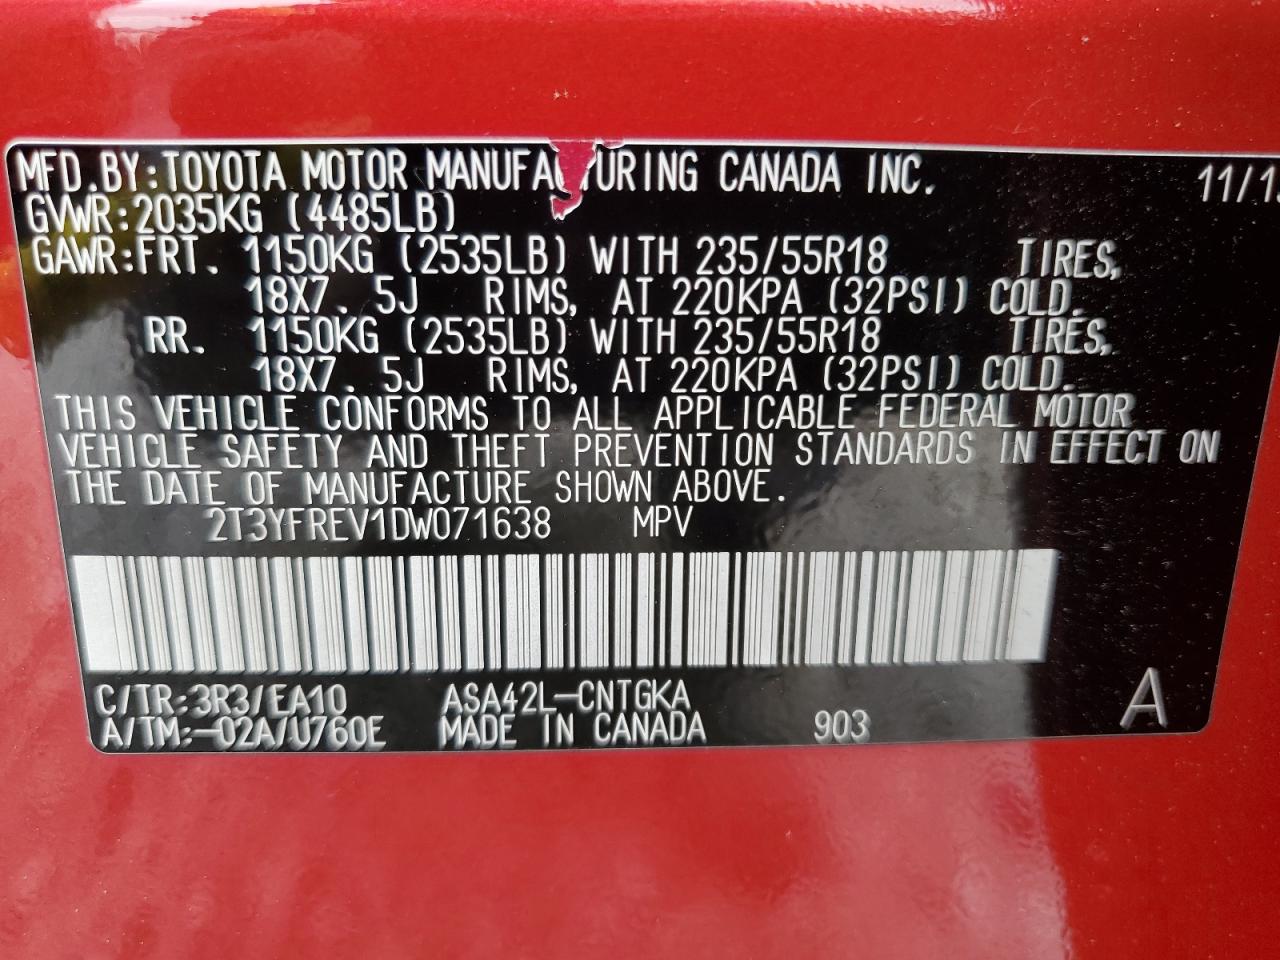 MFD.BY:TOYOTA MOTOR MANUFACTURING CANADA INC. 11/1
GVWR:2035KG (4485LB)
GAWR:FRT. 1150KG (2535LB) WITH 235/55R18 TIRES,
18X7.5J RIMS, AT 220KPA (32PSI) COLD.
RR. 1150KG (2535LB) WITH 235/55R18 TIRES,
18X7.5J RIMS, AT 220KPA (32PSI) COLD.
THIS VEHICLE CONFORMS TO ALL APPLICABLE FEDERAL MOTOR
VEHICLE SAFETY AND THEFT PREVENTION STANDARDS IN EFFECT ON
THE DATE OF MANUFACTURE SHOWN ABOVE.
2T3YFREV1DW071638 MPV
C/TR:3R3/EA10 ASA42L-CNTGKA
A/TM:-02A/U760E MADE IN CANADA 903 A